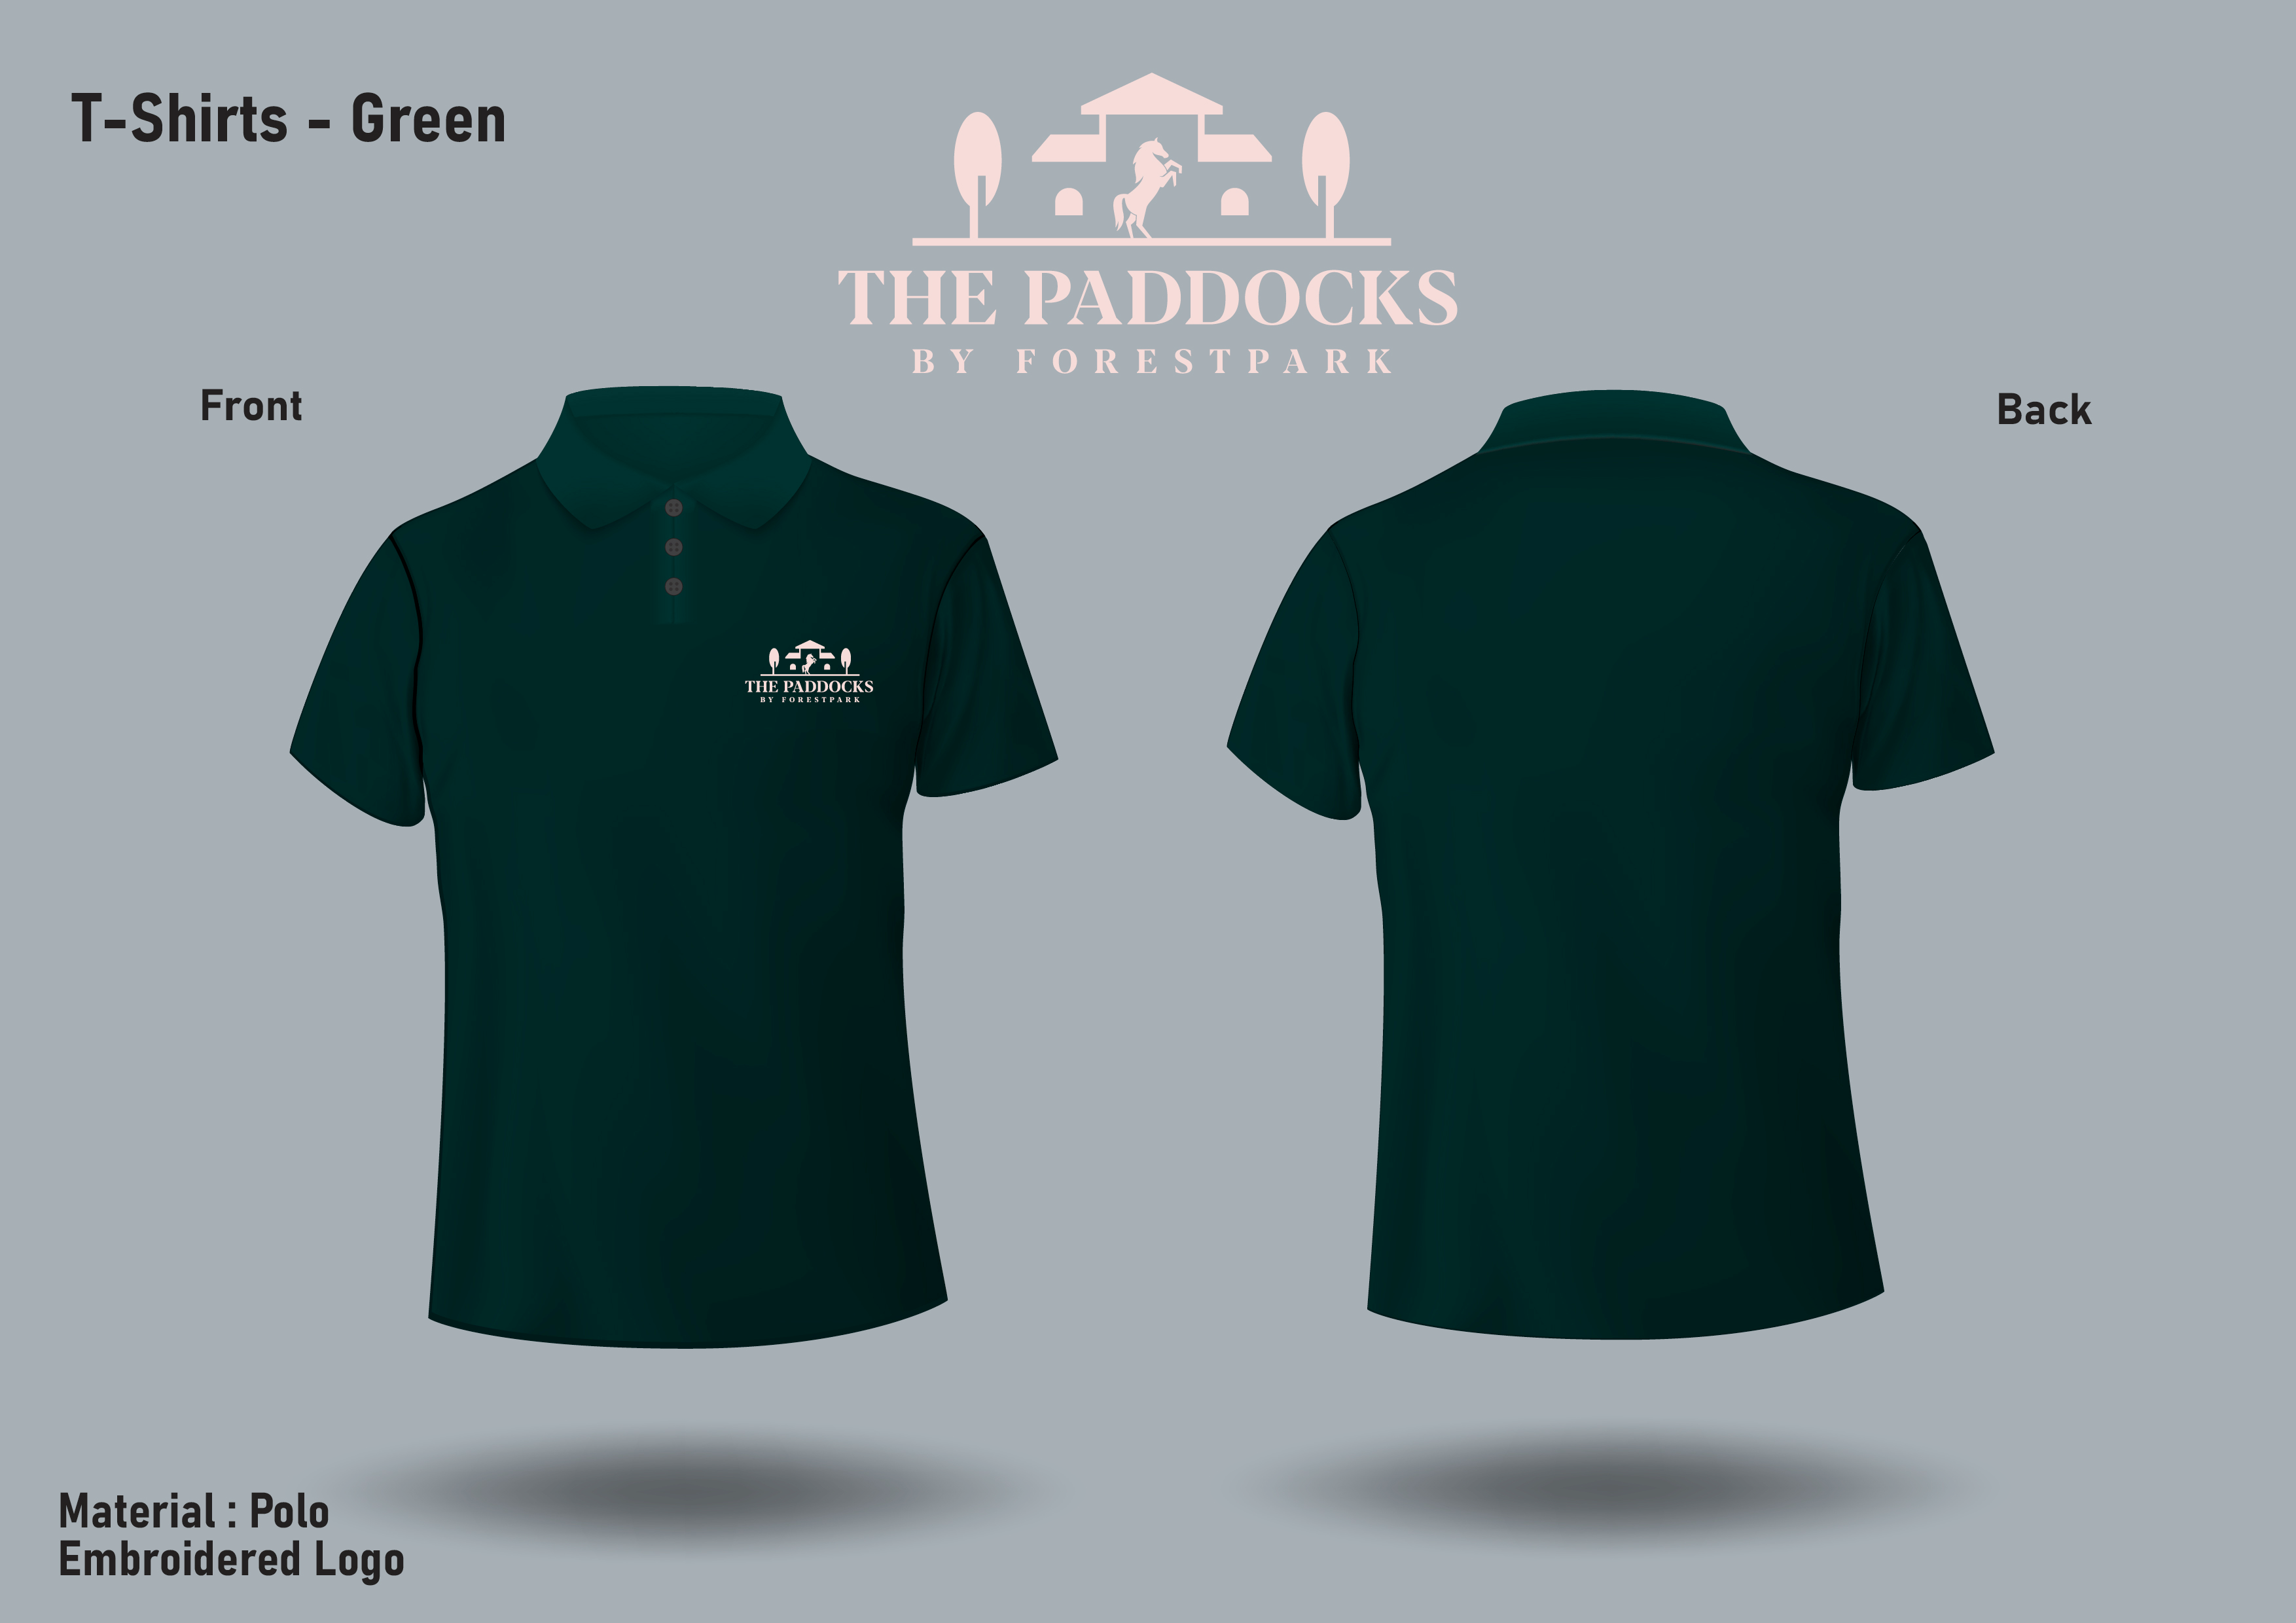 T-Shirts - Green
THE PADDOCKS
BY FORESTPARK
Front
Back
THE PADDOCKS
BY FORESTPARK
Material : Polo
Embroidered Logo